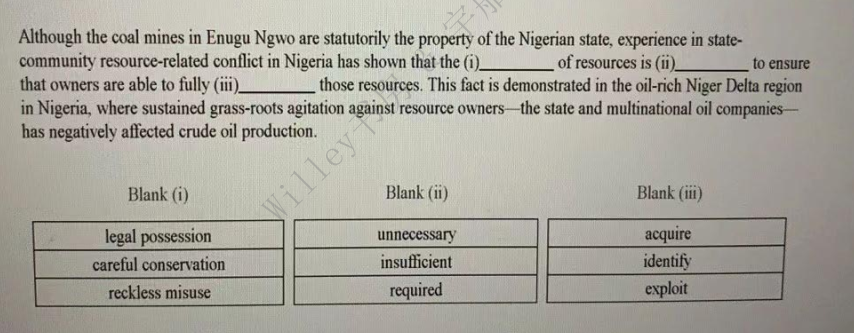 Although the coal mines in Enugu Ngwo are statutorily the property of the Nigerian state, experience in state-
community resource-related conflict in Nigeria has shown that the (i)________ of resources is (ii)________ to ensure
that owners are able to fully (iii)________ those resources. This fact is demonstrated in the oil-rich Niger Delta region
in Nigeria, where sustained grass-roots agitation against resource owners—the state and multinational oil companies—
has negatively affected crude oil production.
Blank (i) Blank (ii) Blank (iii)
legal possession unnecessary acquire
careful conservation insufficient identify
reckless misuse required exploit
Willey